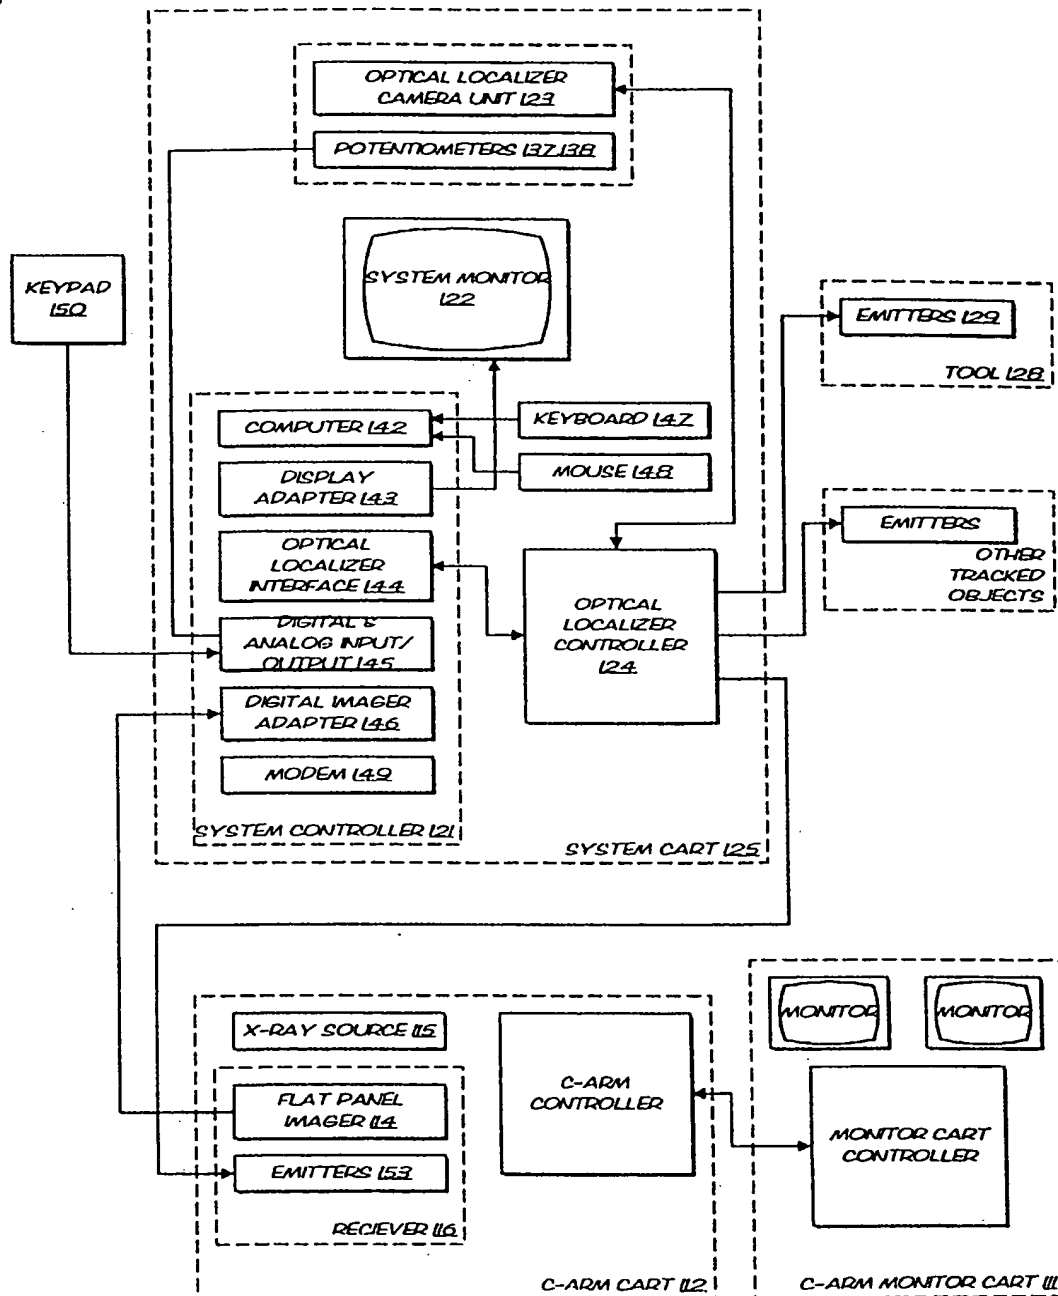 OPTICAL LOCALIZER
CAMERA UNIT 123
POTENTIOMETERS 137,138
SYSTEM MONITOR
122
KEYPAD
150
EMITTERS 129
TOOL 128
COMPUTER 142
KEYBOARD 147
MOUSE 148
DISPLAY
ADAPTER 143
OPTICAL
LOCALIZER
INTERFACE 144
EMITTERS
OTHER
TRACKED
OBJECTS
OPTICAL
LOCALIZER
CONTROLLER
124
DIGITAL &
ANALOG INPUT/
OUTPUT 145
DIGITAL IMAGER
ADAPTER 146
MODEM 149
SYSTEM CONTROLLER 121
SYSTEM CART 125
X-RAY SOURCE 115
FLAT PANEL
IMAGER 114
EMITTERS 153
RECIEVER 116
C-ARM
CONTROLLER
C-ARM CART 112
MONITOR
MONITOR
MONITOR CART
CONTROLLER
C-ARM MONITOR CART 111